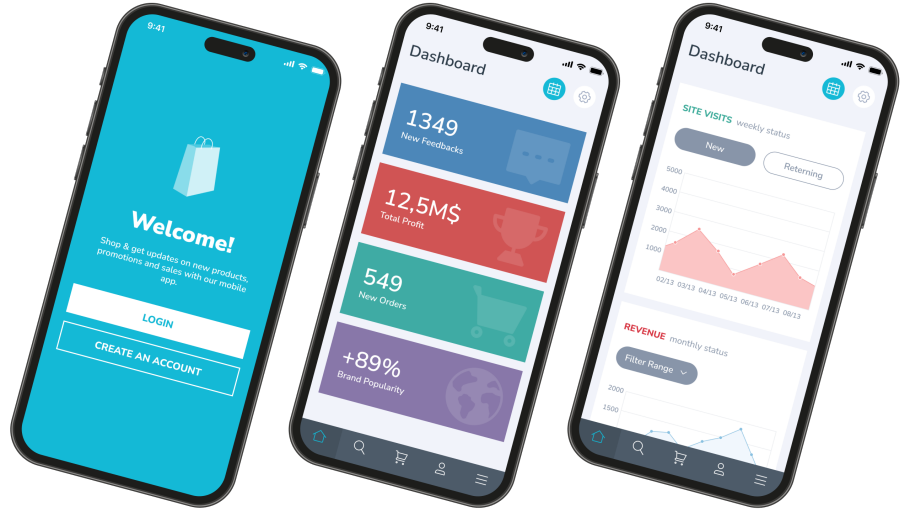 9:41
Welcome!
Shop & get updates on new products,
promotions and sales with our mobile
app.
LOGIN
CREATE AN ACCOUNT
9:41
Dashboard
1349
New Feedbacks
12,5M$
Total Profit
549
New Orders
+89%
Brand Popularity
9:41
Dashboard
SITE VISITS weekly status
New Returning
5000
4000
3000
2000
1000
02/13 03/13 04/13 05/13 06/13 07/13 08/13
REVENUE monthly status
Filter Range
2000
1500